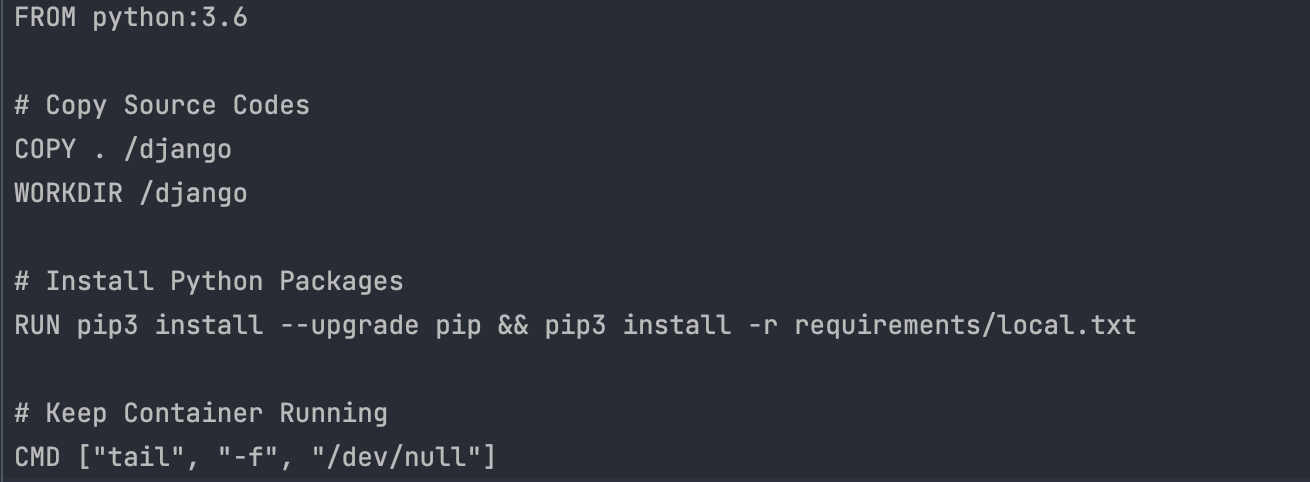 FROM python:3.6
# Copy Source Codes
COPY . /django
WORKDIR /django
# Install Python Packages
RUN pip3 install --upgrade pip && pip3 install -r requirements/local.txt
# Keep Container Running
CMD ["tail", "-f", "/dev/null"]